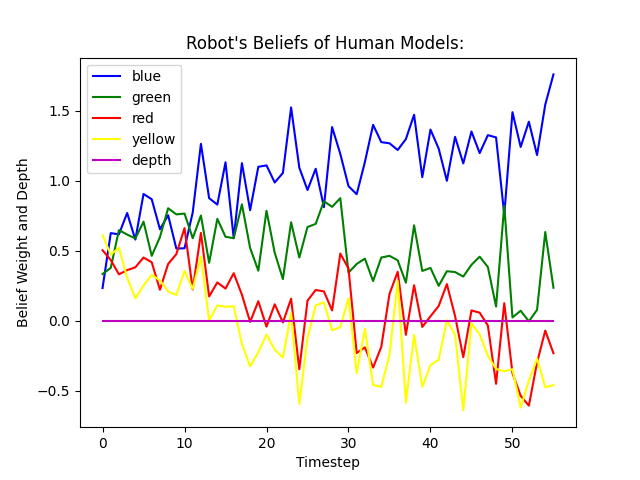 Robot's Beliefs of Human Models:
blue
green
red
yellow
depth
Belief Weight and Depth
1.5
1.0
0.5
0.0
−0.5
0 10 20 30 40 50
Timestep